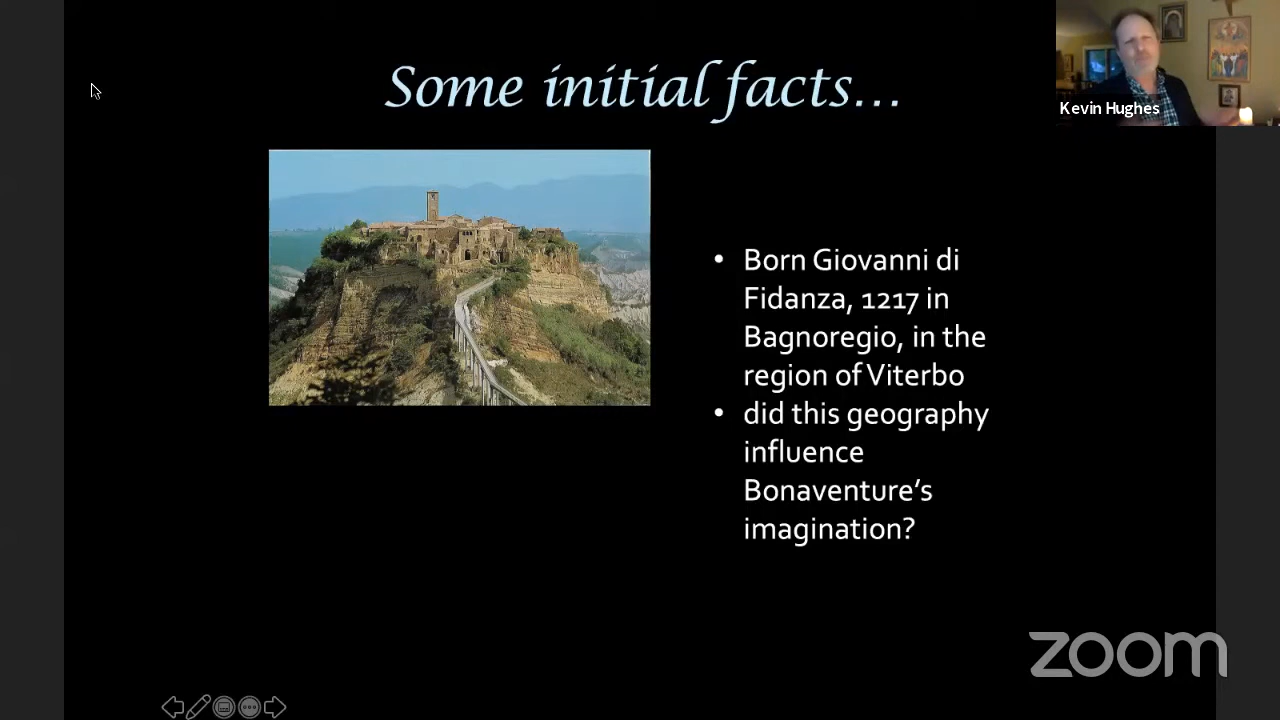 Some initial facts...
Kevin Hughes
• Born Giovanni di
Fidanza, 1217 in
Bagnoregio, in the
region of Viterbo
• did this geography
influence
Bonaventure's
imagination?
zoom